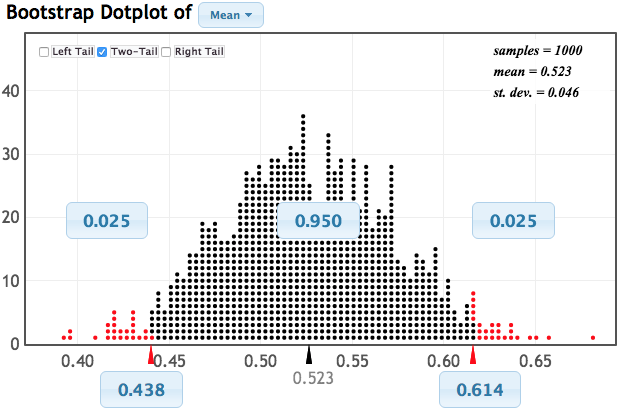 Bootstrap Dotplot of Mean
Left Tail Two-Tail Right Tail
samples = 1000
mean = 0.523
st. dev. = 0.046
40
30
20
10
0
0.025 0.950 0.025
0.40 0.45 0.50 0.55 0.60 0.65
0.523
0.438 0.614